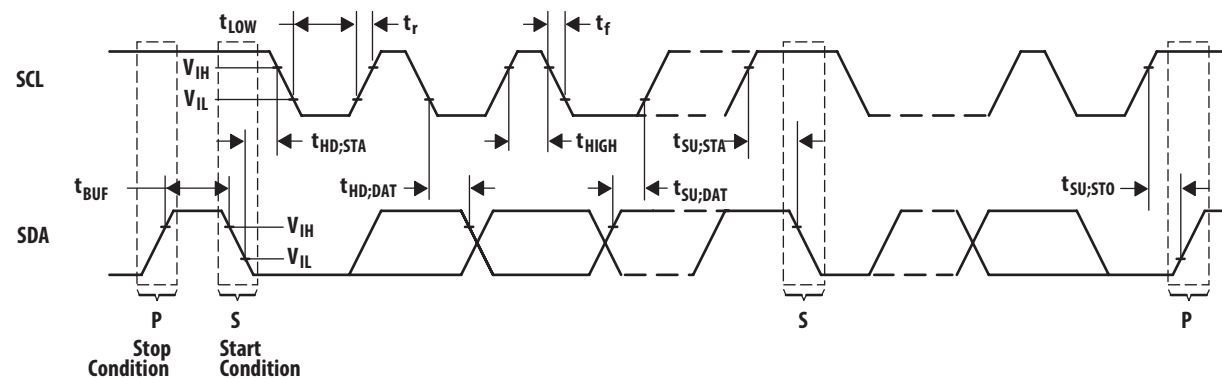 tLOW
tr
tf
SCL
VIH
VIL
tHD;STA
tHIGH
tSU;STA
tBUF
tHD;DAT
tSU;DAT
tSU;STO
SDA
VIH
VIL
P
S
S
P
Stop
Condition
Start
Condition